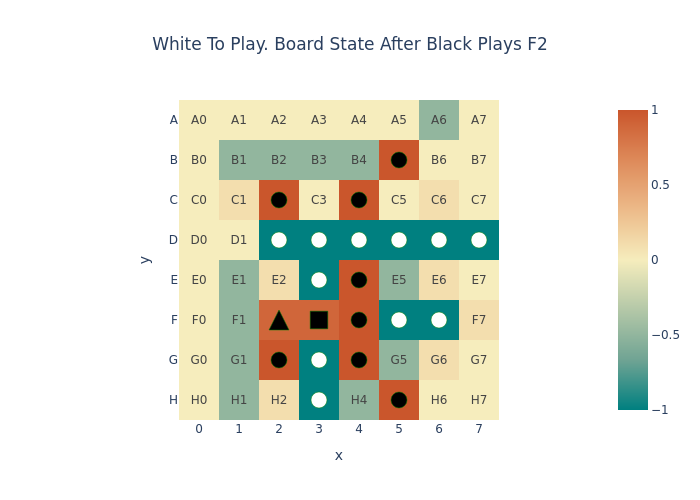 White To Play. Board State After Black Plays F2
A A0 A1 A2 A3 A4 A5 A6 A7
B B0 B1 B2 B3 B4 B6 B7
C C0 C1 C3 C5 C6 C7
D D0 D1
E E0 E1 E2 E5 E6 E7
F F0 F1 F7
G G0 G1 G5 G6 G7
H H0 H1 H2 H4 H6 H7
0 1 2 3 4 5 6 7
x
y
1
0.5
0
−0.5
−1